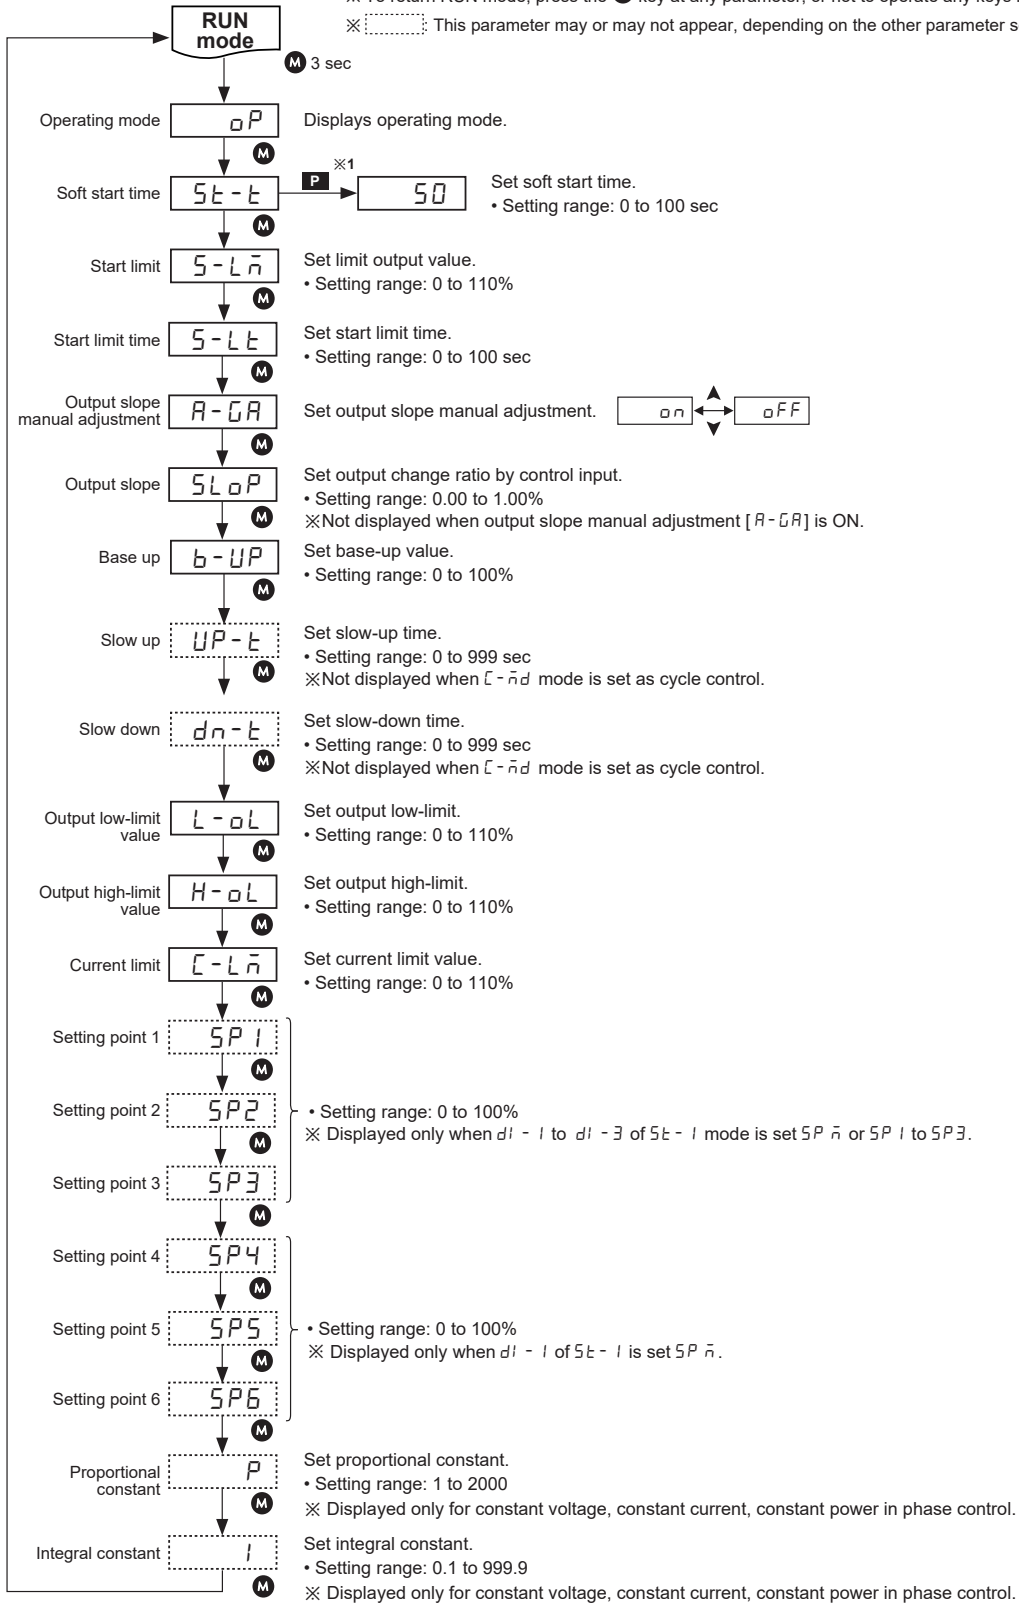 ※ To return RUN mode, press the M key at any parameter, or not to operate any keys
※ : This parameter may or may not appear, depending on the other parameter s
RUN
mode
M 3 sec
Operating mode oP Displays operating mode.
M
※1
Soft start time St-t P 50 Set soft start time.
• Setting range: 0 to 100 sec
M
Start limit S-LM Set limit output value.
• Setting range: 0 to 110%
M
Start limit time S-Lt Set start limit time.
• Setting range: 0 to 100 sec
M
Output slope
manual adjustment A-GA Set output slope manual adjustment. on oFF
M
Output slope SLoP Set output change ratio by control input.
• Setting range: 0.00 to 1.00%
※Not displayed when output slope manual adjustment [A-GA] is ON.
M
Base up b-UP Set base-up value.
• Setting range: 0 to 100%
M
Slow up UP-t Set slow-up time.
• Setting range: 0 to 999 sec
※Not displayed when C-Md mode is set as cycle control.
M
Slow down dn-t Set slow-down time.
• Setting range: 0 to 999 sec
※Not displayed when C-Md mode is set as cycle control.
M
Output low-limit
value L-oL Set output low-limit.
• Setting range: 0 to 110%
M
Output high-limit
value H-oL Set output high-limit.
• Setting range: 0 to 110%
M
Current limit C-LM Set current limit value.
• Setting range: 0 to 110%
M
Setting point 1 SP1
M
Setting point 2 SP2 • Setting range: 0 to 100%
※ Displayed only when dI-1 to dI-3 of St-1 mode is set SPM or SP1 to SP3.
M
Setting point 3 SP3
M
Setting point 4 SP4
M
Setting point 5 SP5 • Setting range: 0 to 100%
※ Displayed only when dI-1 of St-1 is set SPM.
M
Setting point 6 SP6
M
Proportional
constant P Set proportional constant.
• Setting range: 1 to 2000
※ Displayed only for constant voltage, constant current, constant power in phase control.
M
Integral constant I Set integral constant.
• Setting range: 0.1 to 999.9
※ Displayed only for constant voltage, constant current, constant power in phase control.
M